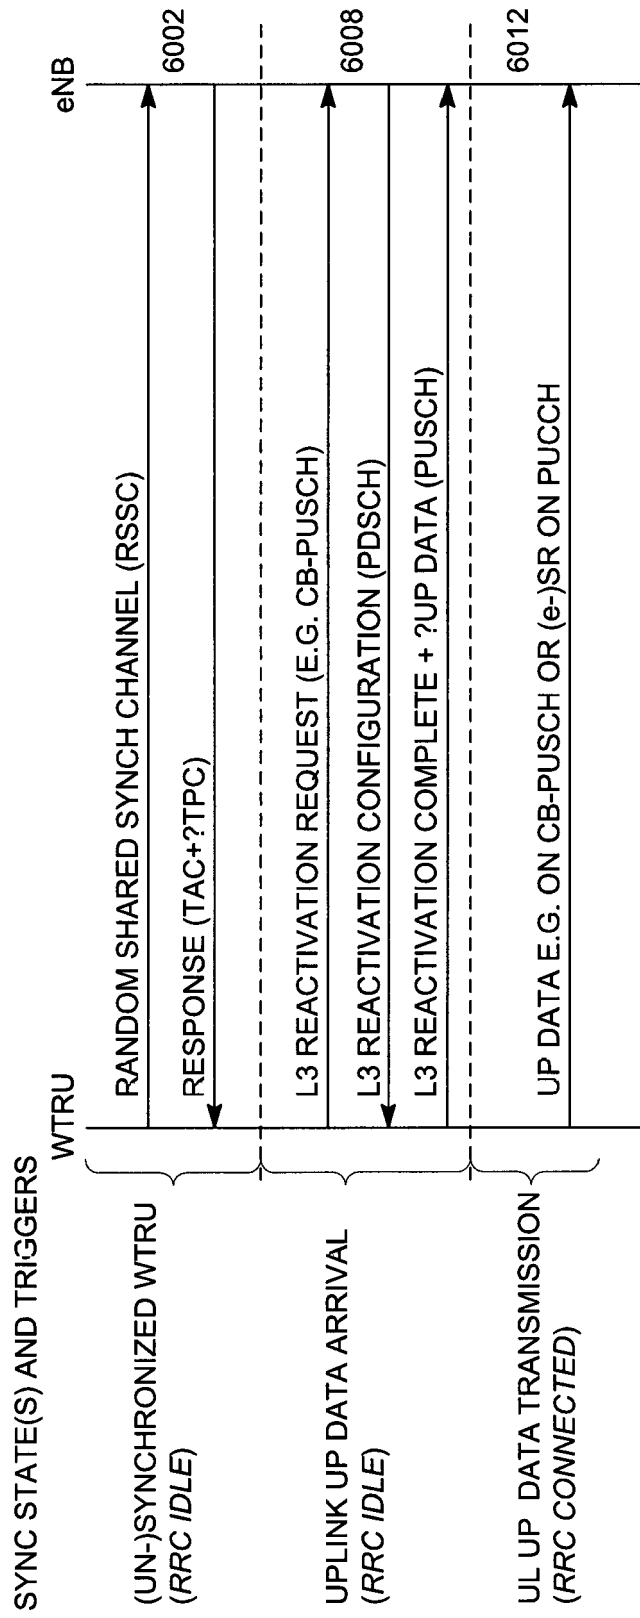 SYNC STATE(S) AND TRIGGERS
WTRU
eNB
(UN-)SYNCHRONIZED WTRU
(RRC IDLE)
RANDOM SHARED SYNCH CHANNEL (RSSC)
6002
RESPONSE (TAC+?TPC)
UPLINK UP DATA ARRIVAL
(RRC IDLE)
L3 REACTIVATION REQUEST (E.G. CB-PUSCH)
6008
L3 REACTIVATION CONFIGURATION (PDSCH)
L3 REACTIVATION COMPLETE + ?UP DATA (PUSCH)
UL UP DATA TRANSMISSION
(RRC CONNECTED)
UP DATA E.G. ON CB-PUSCH OR (e-)SR ON PUCCH
6012